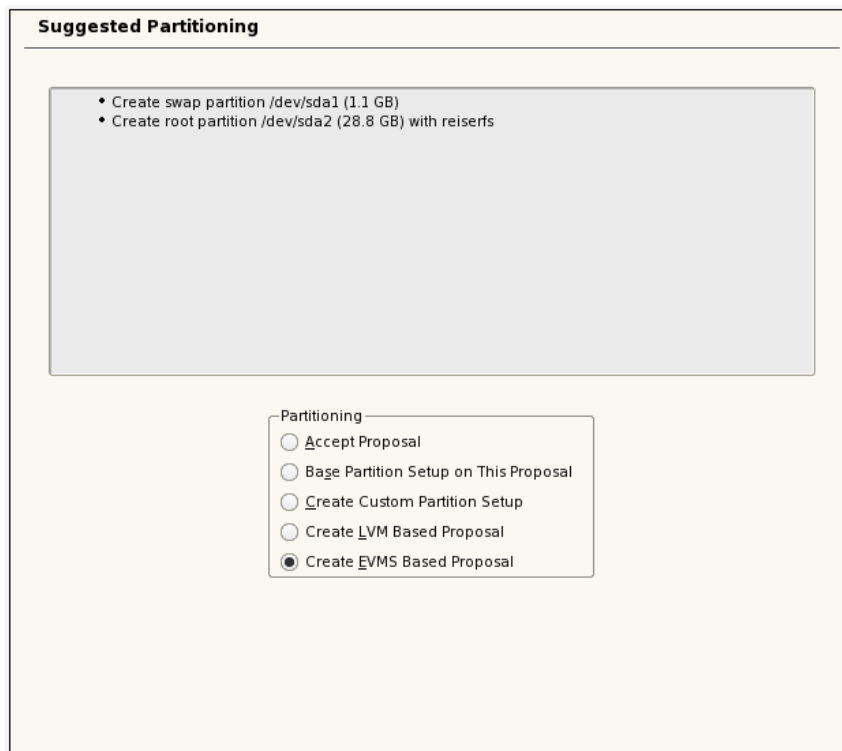 Suggested Partitioning
• Create swap partition /dev/sda1 (1.1 GB)
• Create root partition /dev/sda2 (28.8 GB) with reiserfs
Partitioning
Accept Proposal
Base Partition Setup on This Proposal
Create Custom Partition Setup
Create LVM Based Proposal
Create EVMS Based Proposal